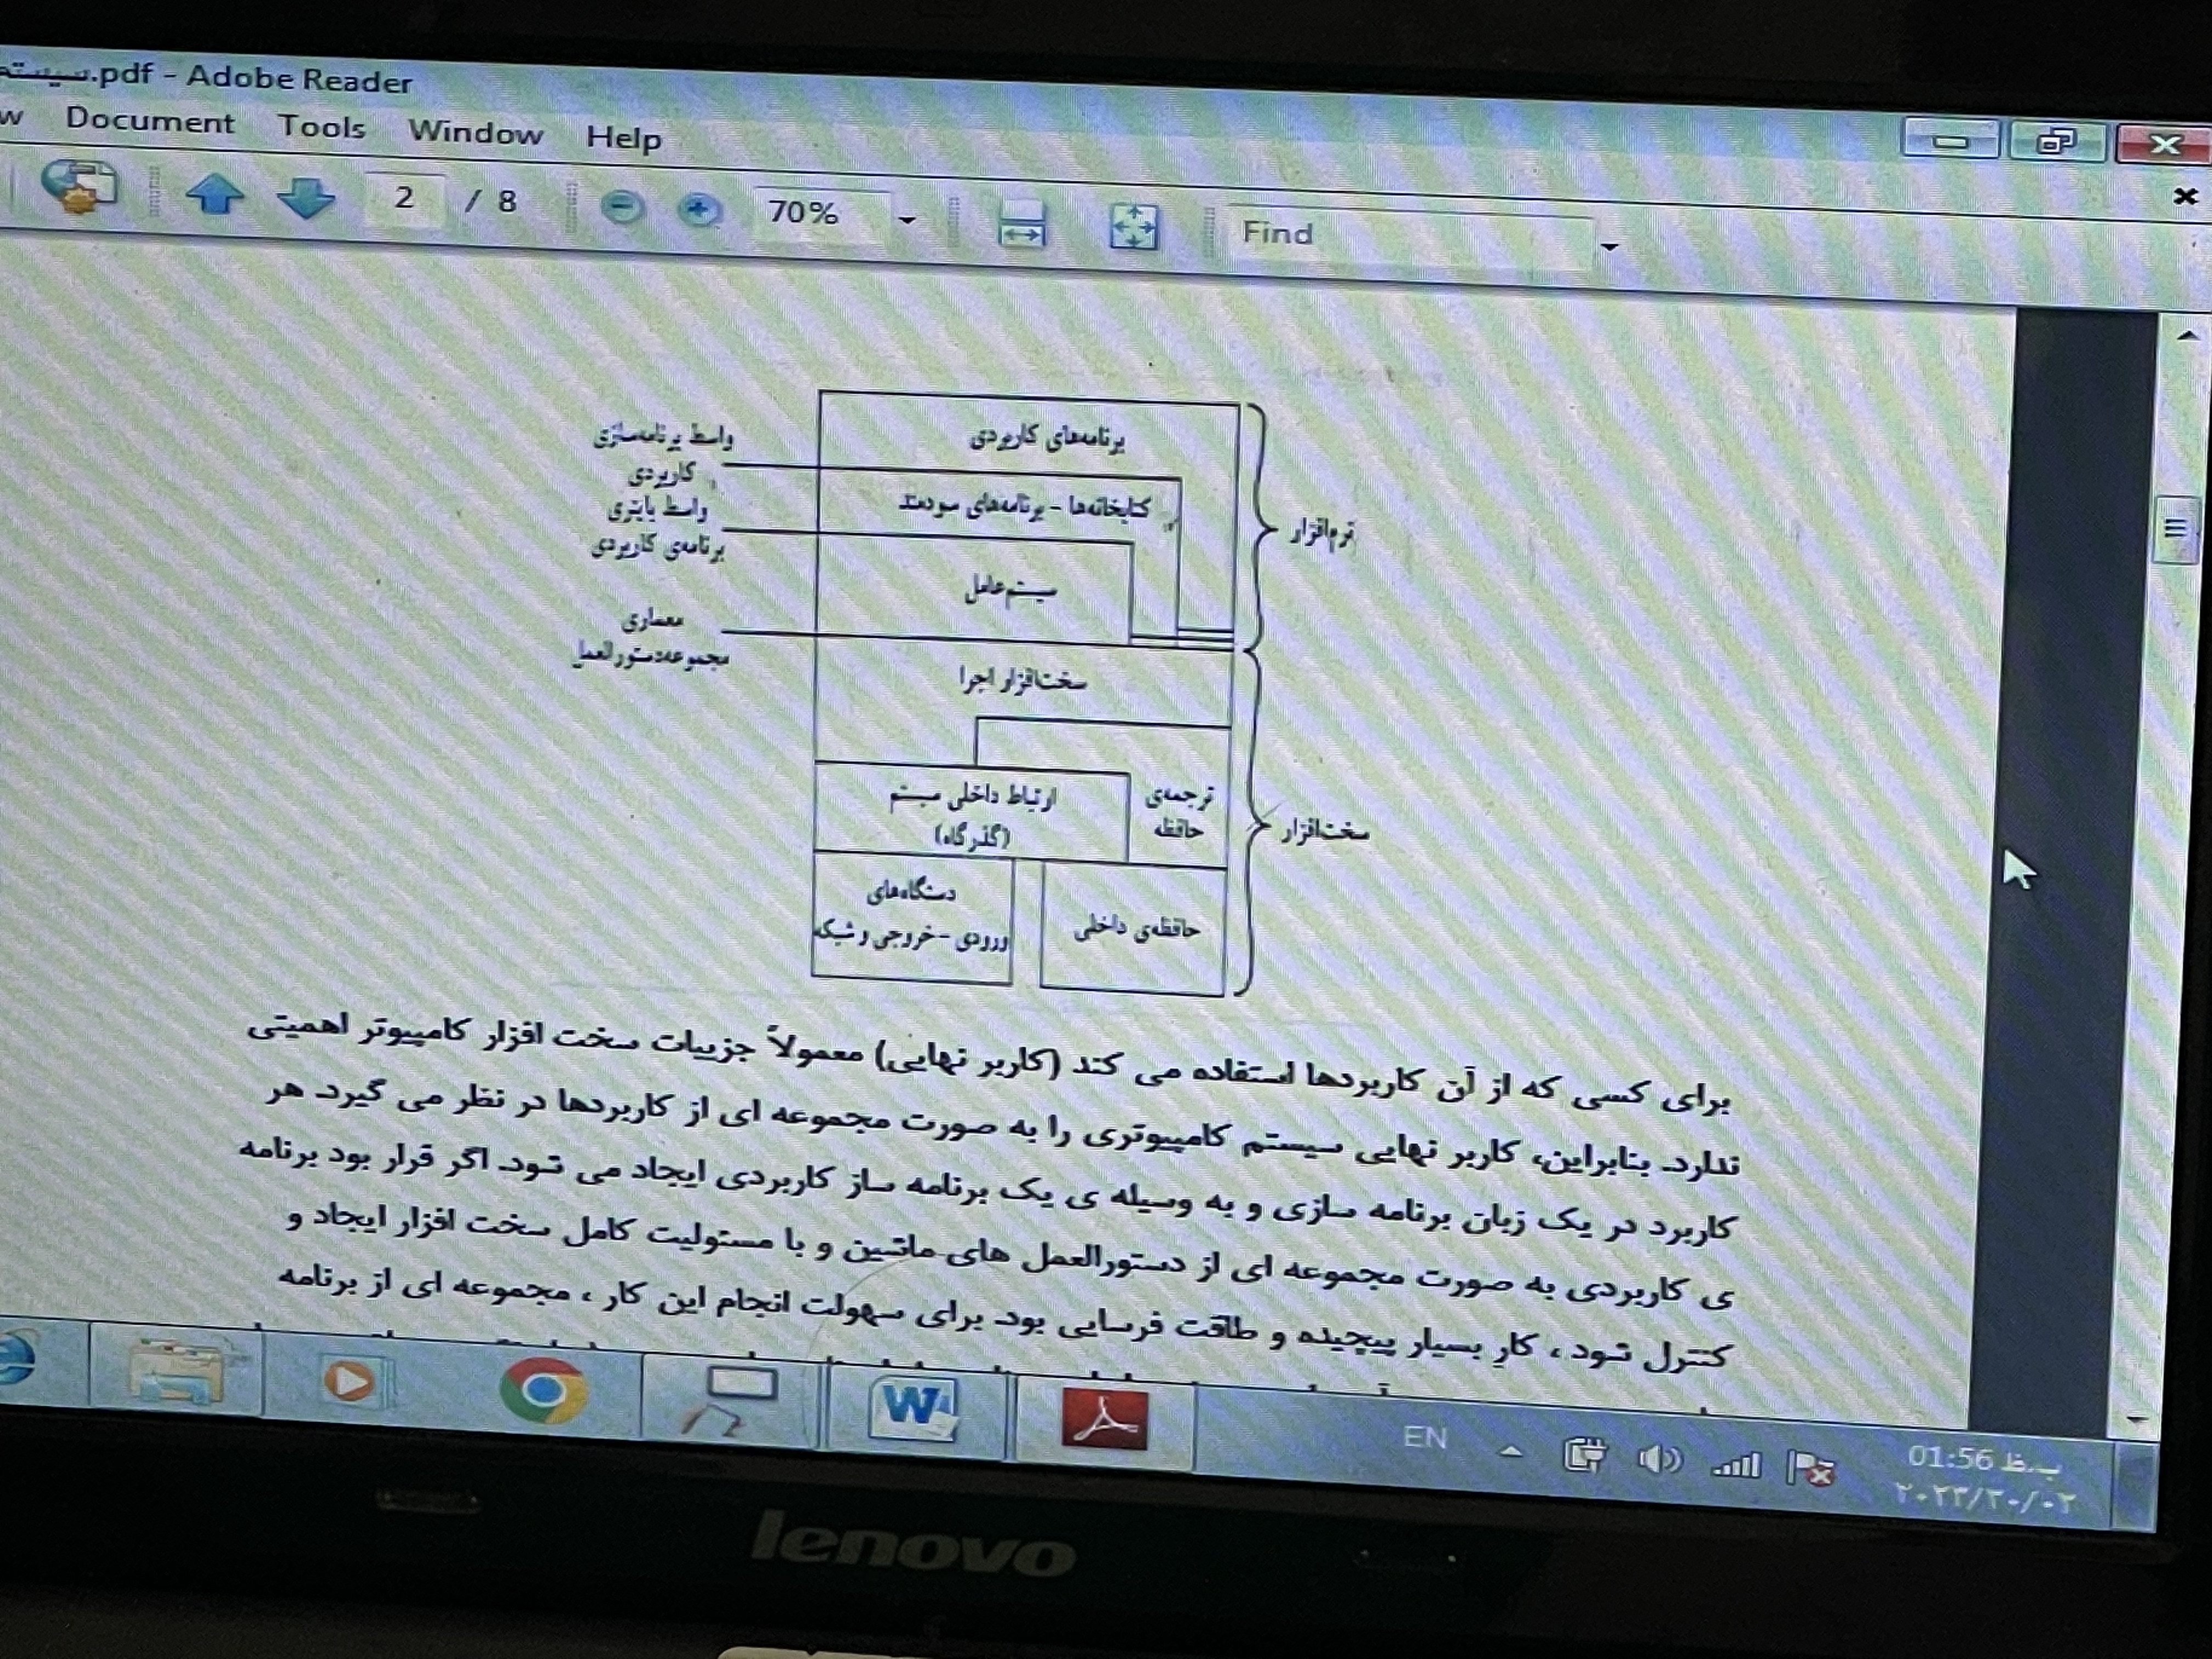 .pdf - Adobe Reader
Document Tools Window Help
2 / 8 70% Find
برنامه‌های کاربردی
واسط برنامه‌سازی
کاربردی
کتابخانه‌ها - برنامه‌های سودمند
واسط باینری
برنامه‌ی کاربردی
نرم‌افزار
سیستم‌عامل
معماری
مجموعه‌دستورالعمل
سخت‌افزار اجرا
ارتباط داخلی سیستم
(گذرگاه)
ترجمه‌ی
حافظه
سخت‌افزار
دستگاه‌های
ورودی - خروجی و شبکه
حافظه‌ی داخلی
برای کسی که از آن کاربردها استفاده می کند (کاربر نهایی) معمولاً جزییات سخت افزار کامپیوتر اهمیتی
ندارد. بنابراین، کاربر نهایی سیستم کامپیوتری را به صورت مجموعه ای از کاربردها در نظر می گیرد. هر
کاربرد در یک زبان برنامه سازی و به وسیله ی یک برنامه ساز کاربردی ایجاد می شود. اگر قرار بود برنامه
ی کاربردی به صورت مجموعه ای از دستورالعمل های ماشین و با مسئولیت کامل سخت افزار ایجاد و
کنترل شود ، کارِ بسیار پیچیده و طاقت فرسایی بود. برای سهولت انجام این کار ، مجموعه ای از برنامه
EN
01:56 ب.ظ
۲۰۲۳/۲۰/۰۲
lenovo